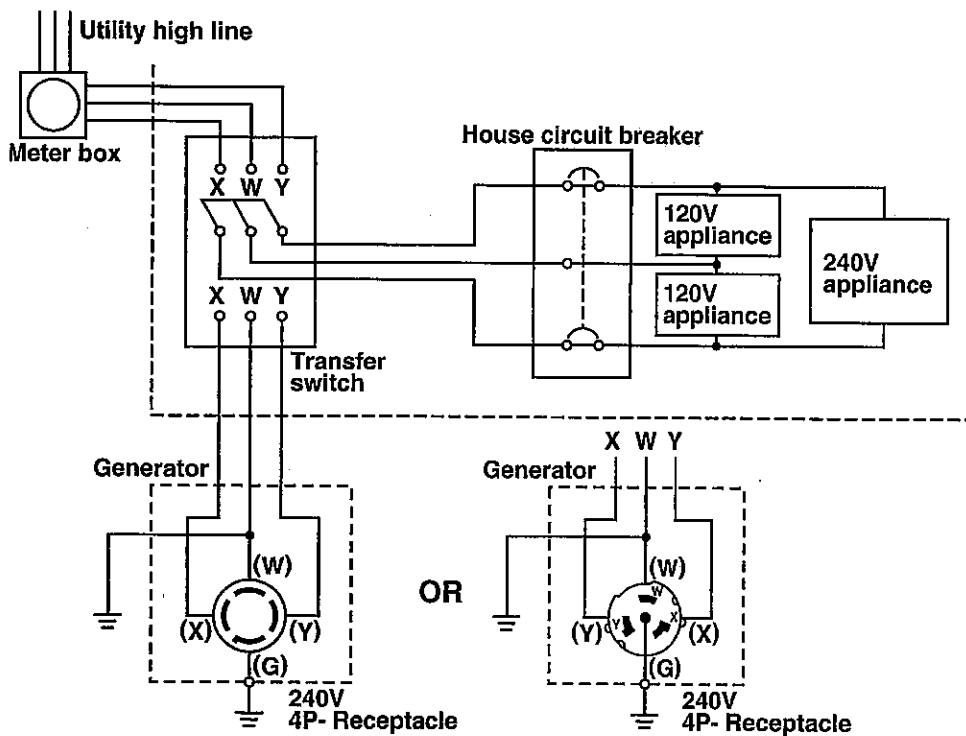 Utility high line
Meter box
X W Y
House circuit breaker
120V
appliance
120V
appliance
240V
appliance
X W Y
Transfer
switch
Generator
(W)
(X)
(Y)
(G)
240V
4P- Receptacle
OR
X W Y
Generator
(W)
W
Y
X
(Y)
(X)
(G)
240V
4P- Receptacle